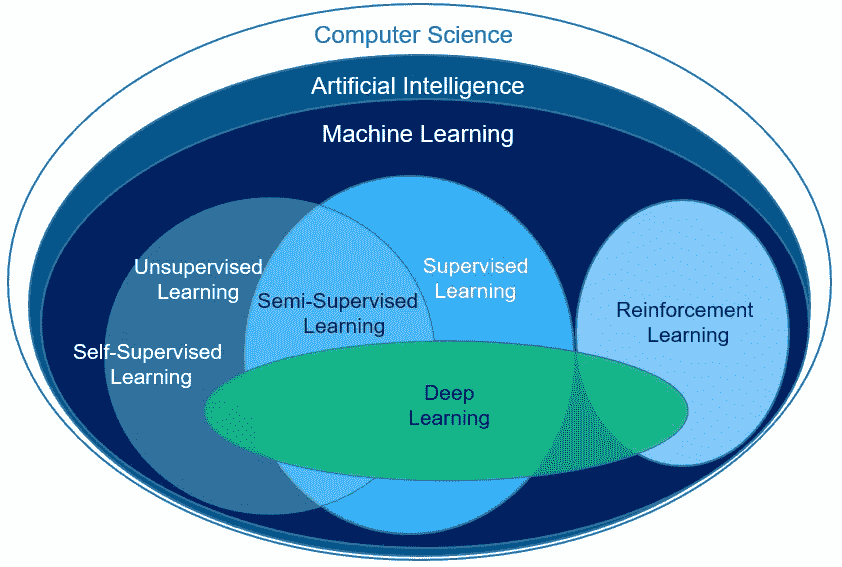 Computer Science
Artificial Intelligence
Machine Learning
Unsupervised
Learning
Supervised
Learning
Semi-Supervised
Learning
Reinforcement
Learning
Self-Supervised
Learning
Deep
Learning